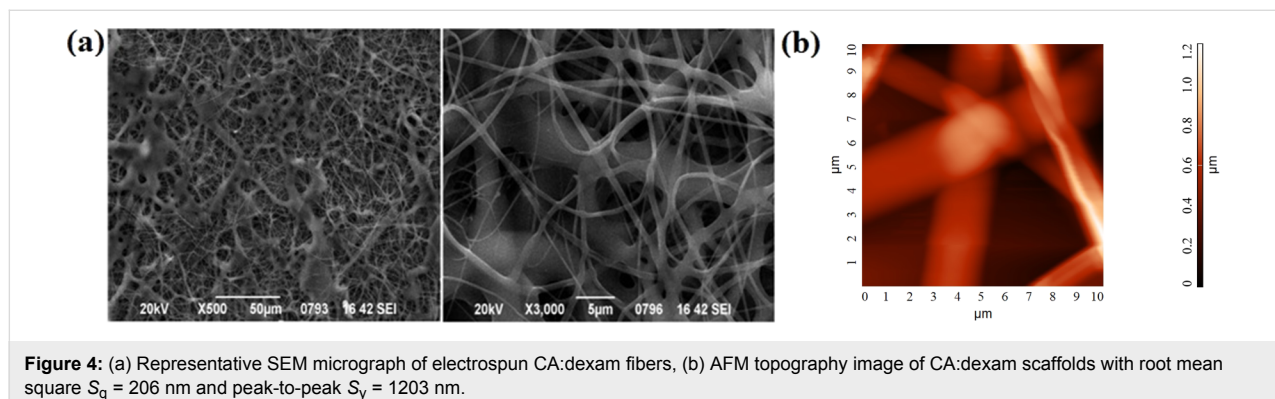 (a)
20kV X500 50µm 0793 16 42 SEI
20kV X3,000 5µm 0796 16 42 SEI
(b)
10
9
8
7
6
5
4
3
2
1
µm
0 1 2 3 4 5 6 7 8 9 10
µm
1.2
1.0
0.8
0.6
0.4
0.2
0
µm
Figure 4: (a) Representative SEM micrograph of electrospun CA:dexam fibers, (b) AFM topography image of CA:dexam scaffolds with root mean
square Sq = 206 nm and peak-to-peak Sy = 1203 nm.